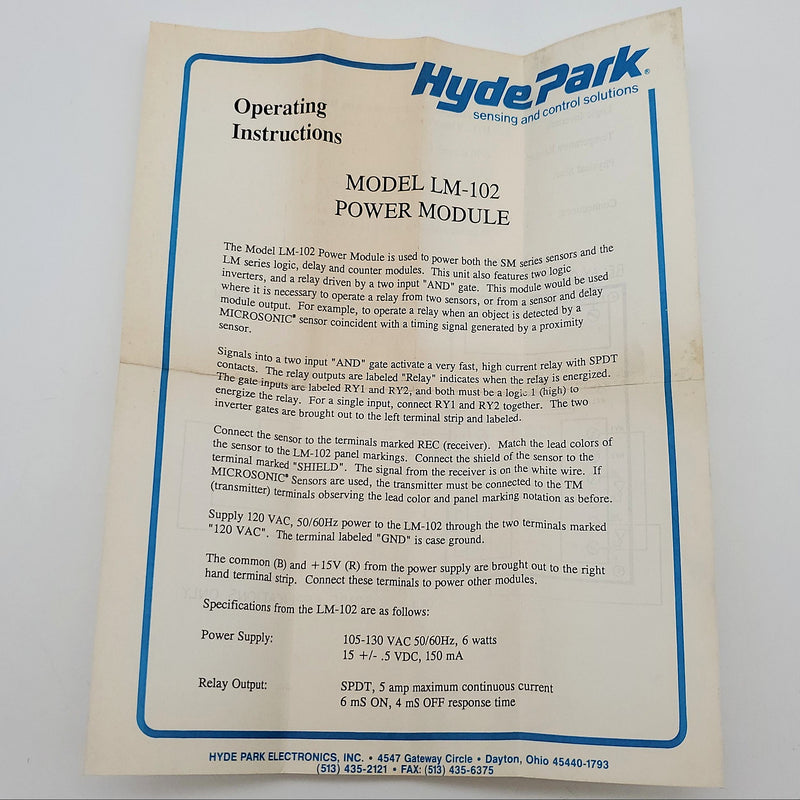 HydePark®
sensing and control solutions
Operating
Instructions
MODEL LM-102
POWER MODULE
The Model LM-102 Power Module is used to power both the SM series sensors and the
LM series logic, delay and counter modules. This unit also features two logic
inverters, and a relay driven by a two input "AND" gate. This module would be used
where it is necessary to operate a relay from two sensors, or from a sensor and delay
module output. For example, to operate a relay when an object is detected by a
MICROSONIC® sensor coincident with a timing signal generated by a proximity
sensor.
Signals into a two input "AND" gate activate a very fast, high current relay with SPDT
contacts. The relay outputs are labeled "Relay" indicates when the relay is energized.
The gate inputs are labeled RY1 and RY2, and both must be a logic 1 (high) to
energize the relay. For a single input, connect RY1 and RY2 together. The two
inverter gates are brought out to the left terminal strip and labeled.
Connect the sensor to the terminals marked REC (receiver). Match the lead colors of
the sensor to the LM-102 panel markings. Connect the shield of the sensor to the
terminal marked "SHIELD". The signal from the receiver is on the white wire. If
MICROSONIC® Sensors are used, the transmitter must be connected to the TM
(transmitter) terminals observing the lead color and panel marking notation as before.
Supply 120 VAC, 50/60Hz power to the LM-102 through the two terminals marked
"120 VAC". The terminal labeled "GND" is case ground.
The common (B) and +15V (R) from the power supply are brought out to the right
hand terminal strip. Connect these terminals to power other modules.
Specifications from the LM-102 are as follows:
Power Supply: 105-130 VAC 50/60Hz, 6 watts
15 +/- .5 VDC, 150 mA
Relay Output: SPDT, 5 amp maximum continuous current
6 mS ON, 4 mS OFF response time
HYDE PARK ELECTRONICS, INC. • 4547 Gateway Circle • Dayton, Ohio 45440-1793
(513) 435-2121 • FAX: (513) 435-6375